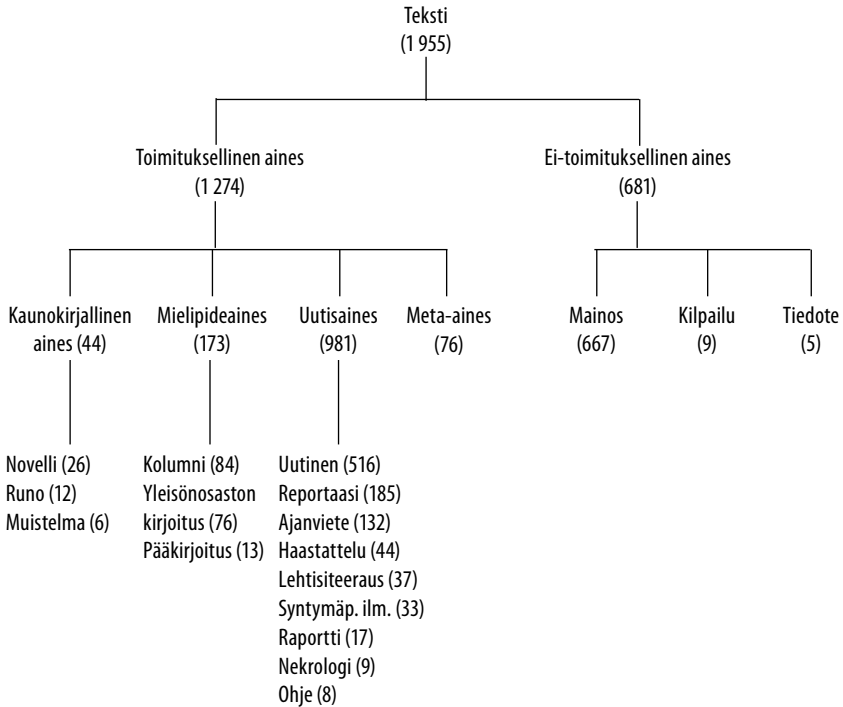 Teksti
(1 955)
Toimituksellinen aines
(1 274)
Ei-toimituksellinen aines
(681)
Kaunokirjallinen
aines (44)
Mielipideaines
(173)
Uutisaines
(981)
Meta-aines
(76)
Mainos
(667)
Kilpailu
(9)
Tiedote
(5)
Novelli (26)
Runo (12)
Muistelma (6)
Kolumni (84)
Yleisönosaston
kirjoitus (76)
Pääkirjoitus (13)
Uutinen (516)
Reportaasi (185)
Ajanviete (132)
Haastattelu (44)
Lehtisiteeraus (37)
Syntymäp. ilm. (33)
Raportti (17)
Nekrologi (9)
Ohje (8)